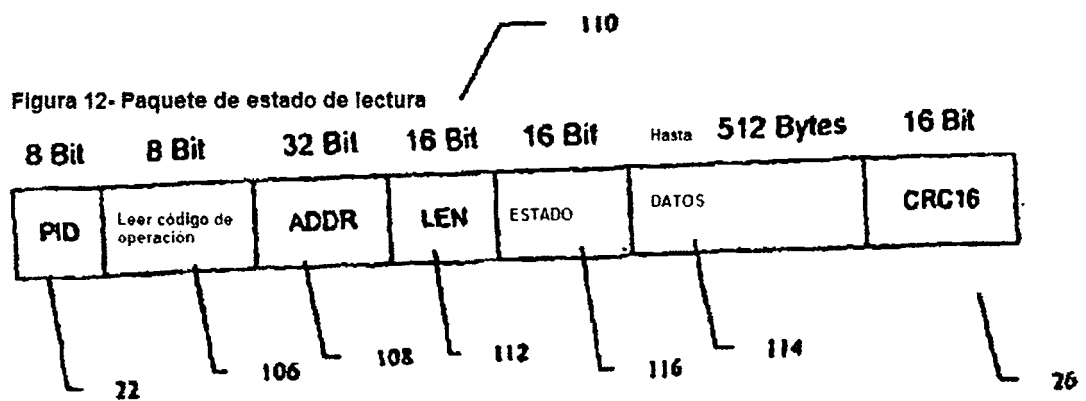 110
Figura 12- Paquete de estado de lectura
8 Bit 8 Bit 32 Bit 16 Bit 16 Bit Hasta 512 Bytes 16 Bit
PID Leer código de operación ADDR LEN ESTADO DATOS CRC16
22 106 108 112 116 114 26